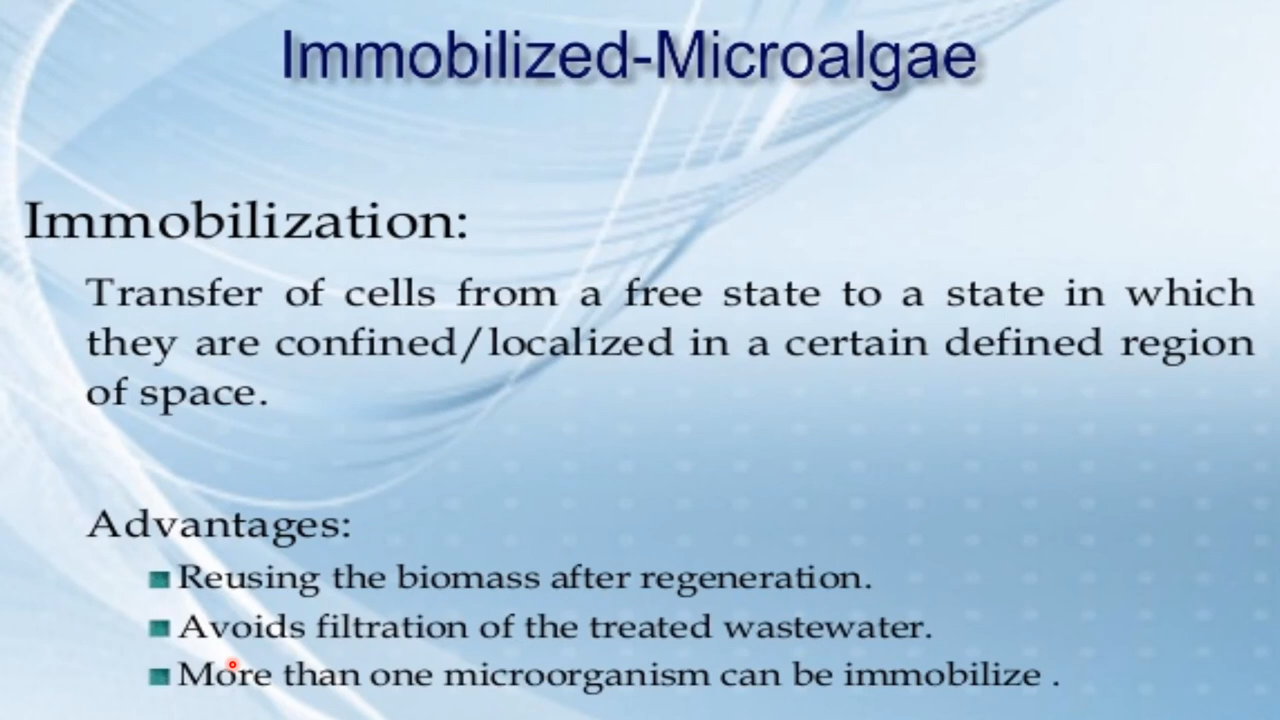 Immobilized-Microalgae
Immobilization:
Transfer of cells from a free state to a state in which
they are confined/localized in a certain defined region
of space.
Advantages:
Reusing the biomass after regeneration.
Avoids filtration of the treated wastewater.
More than one microorganism can be immobilize .